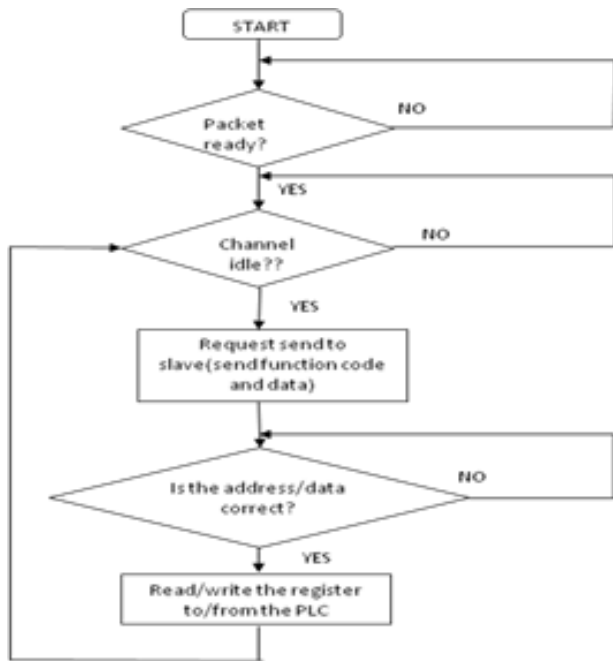 START
NO
Packet
ready?
YES
Channel
idle??
NO
YES
Request send to
slave(send function code
and data)
NO
Is the address/data
correct?
YES
Read/write the register
to/from the PLC